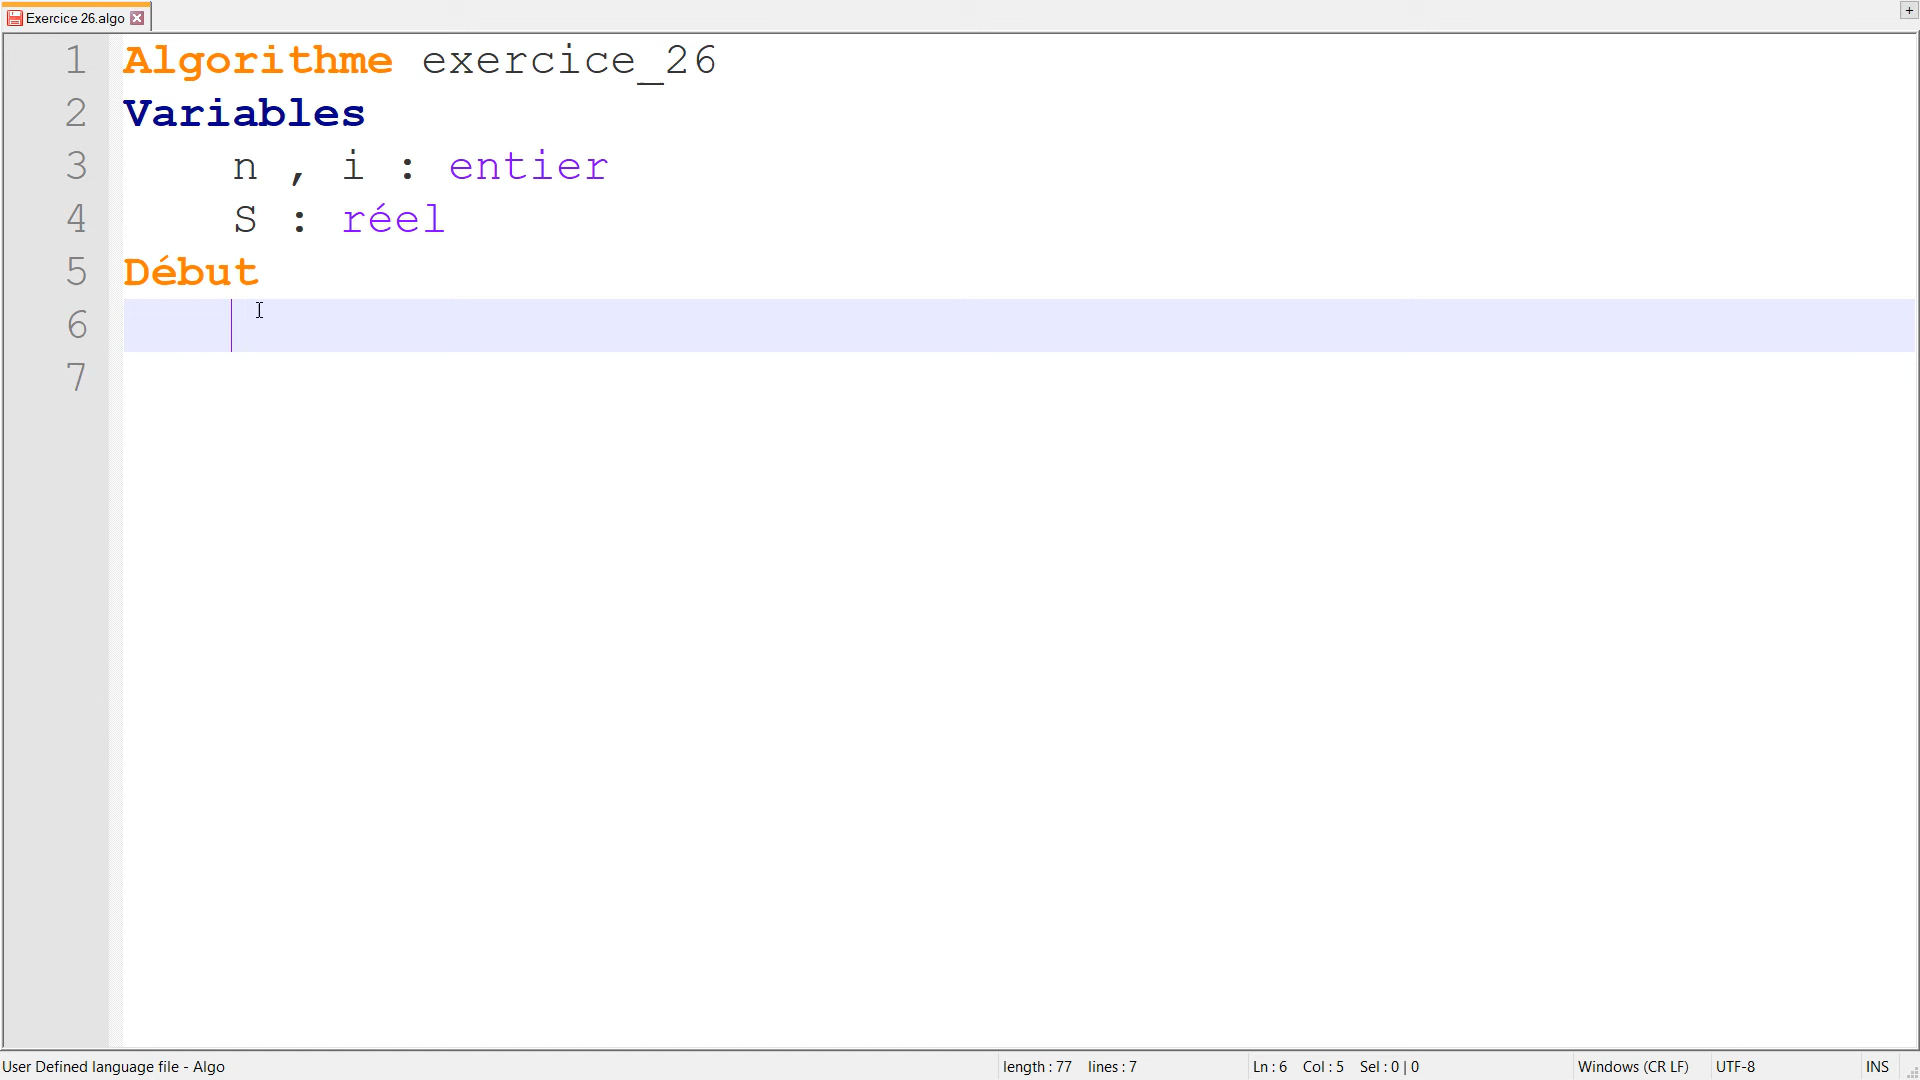 Exercice 26.algo
1 Algorithme exercice_26
2 Variables
3 n , i : entier
4 S : réel
5 Début
6
7
User Defined language file - Algo length : 77 lines : 7 Ln : 6 Col : 5 Sel : 0 | 0 Windows (CR LF) UTF-8 INS